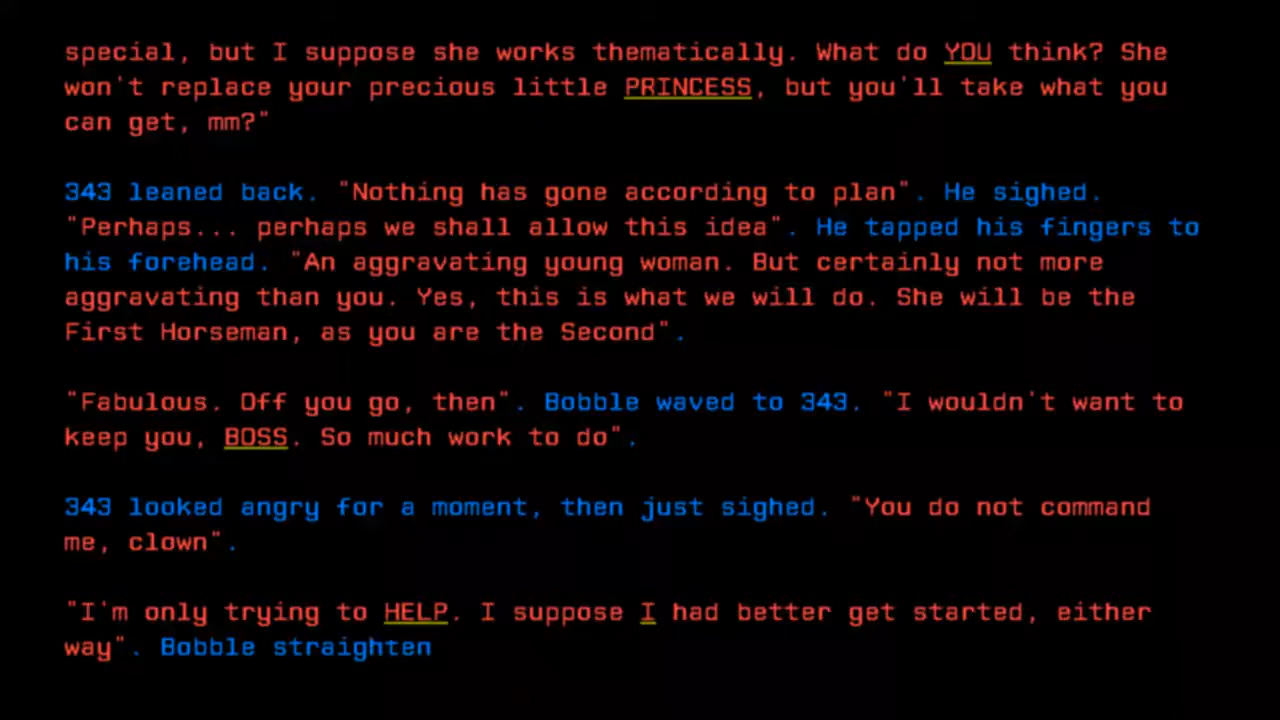 special, but I suppose she works thematically. What do YOU think? She
won't replace your precious little PRINCESS, but you'll take what you
can get, mm?"
343 leaned back. "Nothing has gone according to plan". He sighed.
"Perhaps... perhaps we shall allow this idea". He tapped his fingers to
his forehead. "An aggravating young woman. But certainly not more
aggravating than you. Yes, this is what we will do. She will be the
First Horseman, as you are the Second".
"Fabulous. Off you go, then". Bobble waved to 343. "I wouldn't want to
keep you, BOSS. So much work to do".
343 looked angry for a moment, then just sighed. "You do not command
me, clown".
"I'm only trying to HELP. I suppose I had better get started, either
way". Bobble straighten